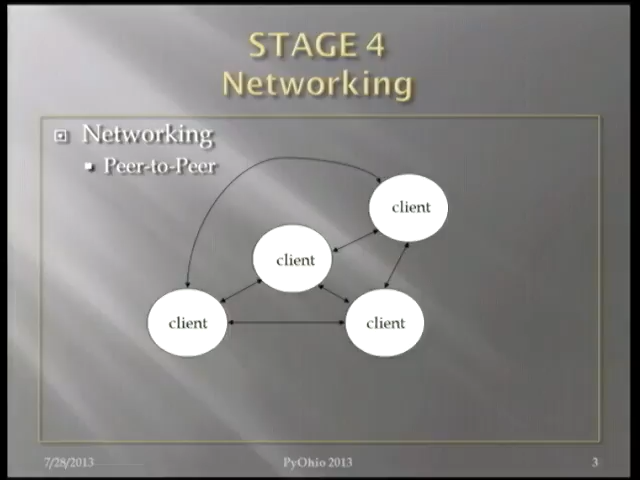 STAGE 4
Networking
Networking
Peer-to-Peer
client
client
client
client
7/28/2013
PyOhio 2013
3